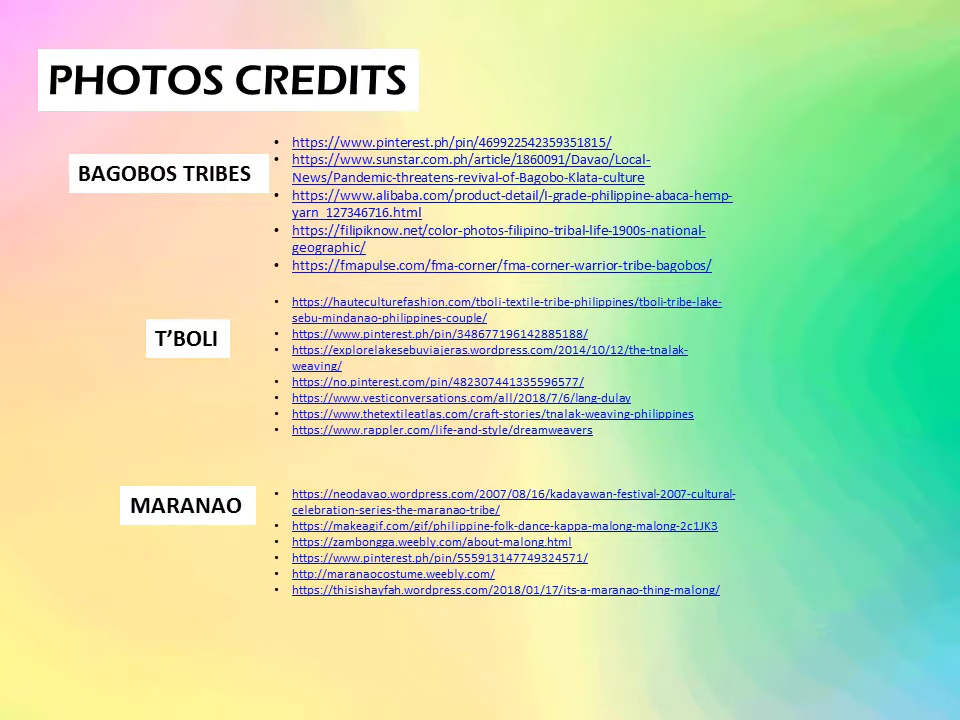 PHOTOS CREDITS
BAGOBOS TRIBES
• https://www.pinterest.ph/pin/469922542359351815/
• https://www.sunstar.com.ph/article/1860091/Davao/Local-
News/Pandemic-threatens-revival-of-Bagobo-Klata-culture
• https://www.alibaba.com/product-detail/I-grade-philippine-abaca-hemp-
yarn_127346716.html
• https://filipiknow.net/color-photos-filipino-tribal-life-1900s-national-
geographic/
• https://fmapulse.com/fma-corner/fma-corner-warrior-tribe-bagobos/
T’BOLI
• https://hauteculturefashion.com/tboli-textile-tribe-philippines/tboli-tribe-lake-
sebu-mindanao-philippines-couple/
• https://www.pinterest.ph/pin/348677196142885188/
• https://explorelakesebuviajeras.wordpress.com/2014/10/12/the-tnalak-
weaving/
• https://no.pinterest.com/pin/482307441335596577/
• https://www.vesticonversations.com/all/2018/7/6/lang-dulay
• https://www.thetextileatlas.com/craft-stories/tnalak-weaving-philippines
• https://www.rappler.com/life-and-style/dreamweavers
MARANAO
• https://neodavao.wordpress.com/2007/08/16/kadayawan-festival-2007-cultural-
celebration-series-the-maranao-tribe/
• https://makeagif.com/gif/philippine-folk-dance-kappa-malong-malong-2c1JK3
• https://zambongga.weebly.com/about-malong.html
• https://www.pinterest.ph/pin/555913147749324571/
• http://maranaocostume.weebly.com/
• https://thisishayfah.wordpress.com/2018/01/17/its-a-maranao-thing-malong/